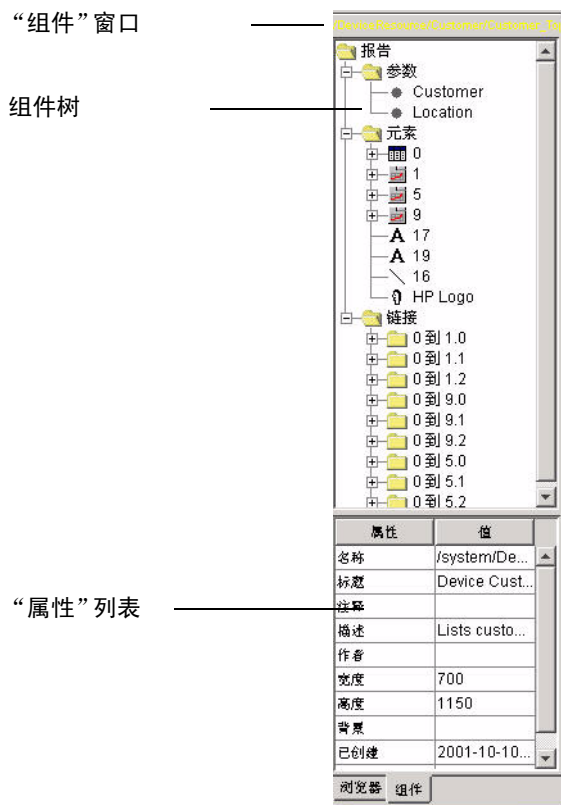 “组件”窗口
/DeviceResource/Customer/Customer_To
报告
参数
Customer
组件树
Location
元素
0
1
5
9
A 17
A 19
16
HP Logo
链接
0 到 1.0
0 到 1.1
0 到 1.2
0 到 9.0
0 到 9.1
0 到 9.2
0 到 5.0
0 到 5.1
0 到 5.2
属性 值
名称 /system/De...
标题 Device Cust...
“属性”列表
注释
描述 Lists custo...
作者
宽度 700
高度 1150
背景
已创建 2001-10-10...
浏览器 组件